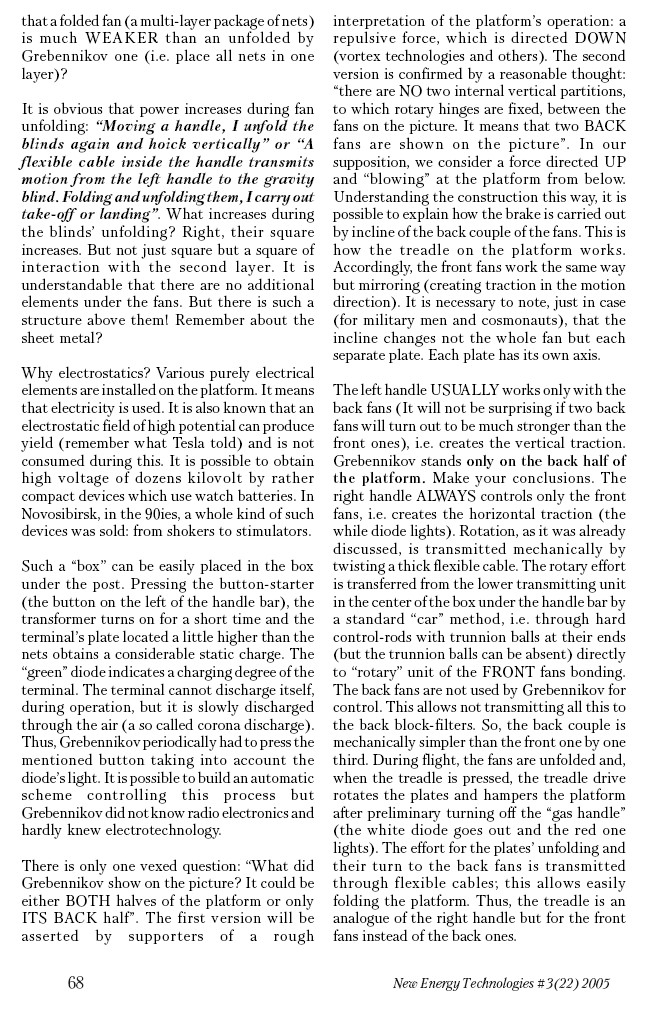 that a folded fan (a multi-layer package of nets)
is much WEAKER than an unfolded by
Grebennikov one (i.e. place all nets in one
layer)?
It is obvious that power increases during fan
unfolding: “Moving a handle, I unfold the
blinds again and hoick vertically” or “A
flexible cable inside the handle transmits
motion from the left handle to the gravity
blind. Folding and unfolding them, I carry out
take-off or landing”. What increases during
the blinds’ unfolding? Right, their square
increases. But not just square but a square of
interaction with the second layer. It is
understandable that there are no additional
elements under the fans. But there is such a
structure above them! Remember about the
sheet metal?
Why electrostatics? Various purely electrical
elements are installed on the platform. It means
that electricity is used. It is also known that an
electrostatic field of high potential can produce
yield (remember what Tesla told) and is not
consumed during this. It is possible to obtain
high voltage of dozens kilovolt by rather
compact devices which use watch batteries. In
Novosibirsk, in the 90ies, a whole kind of such
devices was sold: from shokers to stimulators.
Such a “box” can be easily placed in the box
under the post. Pressing the button-starter
(the button on the left of the handle bar), the
transformer turns on for a short time and the
terminal’s plate located a little higher than the
nets obtains a considerable static charge. The
“green” diode indicates a charging degree of the
terminal. The terminal cannot discharge itself,
during operation, but it is slowly discharged
through the air (a so called corona discharge).
Thus, Grebennikov periodically had to press the
mentioned button taking into account the
diode’s light. It is possible to build an automatic
scheme controlling this process but
Grebennikov did not know radio electronics and
hardly knew electrotechnology.
There is only one vexed question: “What did
Grebennikov show on the picture? It could be
either BOTH halves of the platform or only
ITS BACK half”. The first version will be
asserted by supporters of a rough
interpretation of the platform’s operation: a
repulsive force, which is directed DOWN
(vortex technologies and others). The second
version is confirmed by a reasonable thought:
“there are NO two internal vertical partitions,
to which rotary hinges are fixed, between the
fans on the picture. It means that two BACK
fans are shown on the picture”. In our
supposition, we consider a force directed UP
and “blowing” at the platform from below.
Understanding the construction this way, it is
possible to explain how the brake is carried out
by incline of the back couple of the fans. This is
how the treadle on the platform works.
Accordingly, the front fans work the same way
but mirroring (creating traction in the motion
direction). It is necessary to note, just in case
(for military men and cosmonauts), that the
incline changes not the whole fan but each
separate plate. Each plate has its own axis.
The left handle USUALLY works only with the
back fans (It will not be surprising if two back
fans will turn out to be much stronger than the
front ones), i.e. creates the vertical traction.
Grebennikov stands only on the back half of
the platform. Make your conclusions. The
right handle ALWAYS controls only the front
fans, i.e. creates the horizontal traction (the
while diode lights). Rotation, as it was already
discussed, is transmitted mechanically by
twisting a thick flexible cable. The rotary effort
is transferred from the lower transmitting unit
in the center of the box under the handle bar by
a standard “car” method, i.e. through hard
control-rods with trunnion balls at their ends
(but the trunnion balls can be absent) directly
to “rotary” unit of the FRONT fans bonding.
The back fans are not used by Grebennikov for
control. This allows not transmitting all this to
the back block-filters. So, the back couple is
mechanically simpler than the front one by one
third. During flight, the fans are unfolded and,
when the treadle is pressed, the treadle drive
rotates the plates and hampers the platform
after preliminary turning off the “gas handle”
(the white diode goes out and the red one
lights). The effort for the plates’ unfolding and
their turn to the back fans is transmitted
through flexible cables; this allows easily
folding the platform. Thus, the treadle is an
analogue of the right handle but for the front
fans instead of the back ones.
68
New Energy Technologies #3(22) 2005